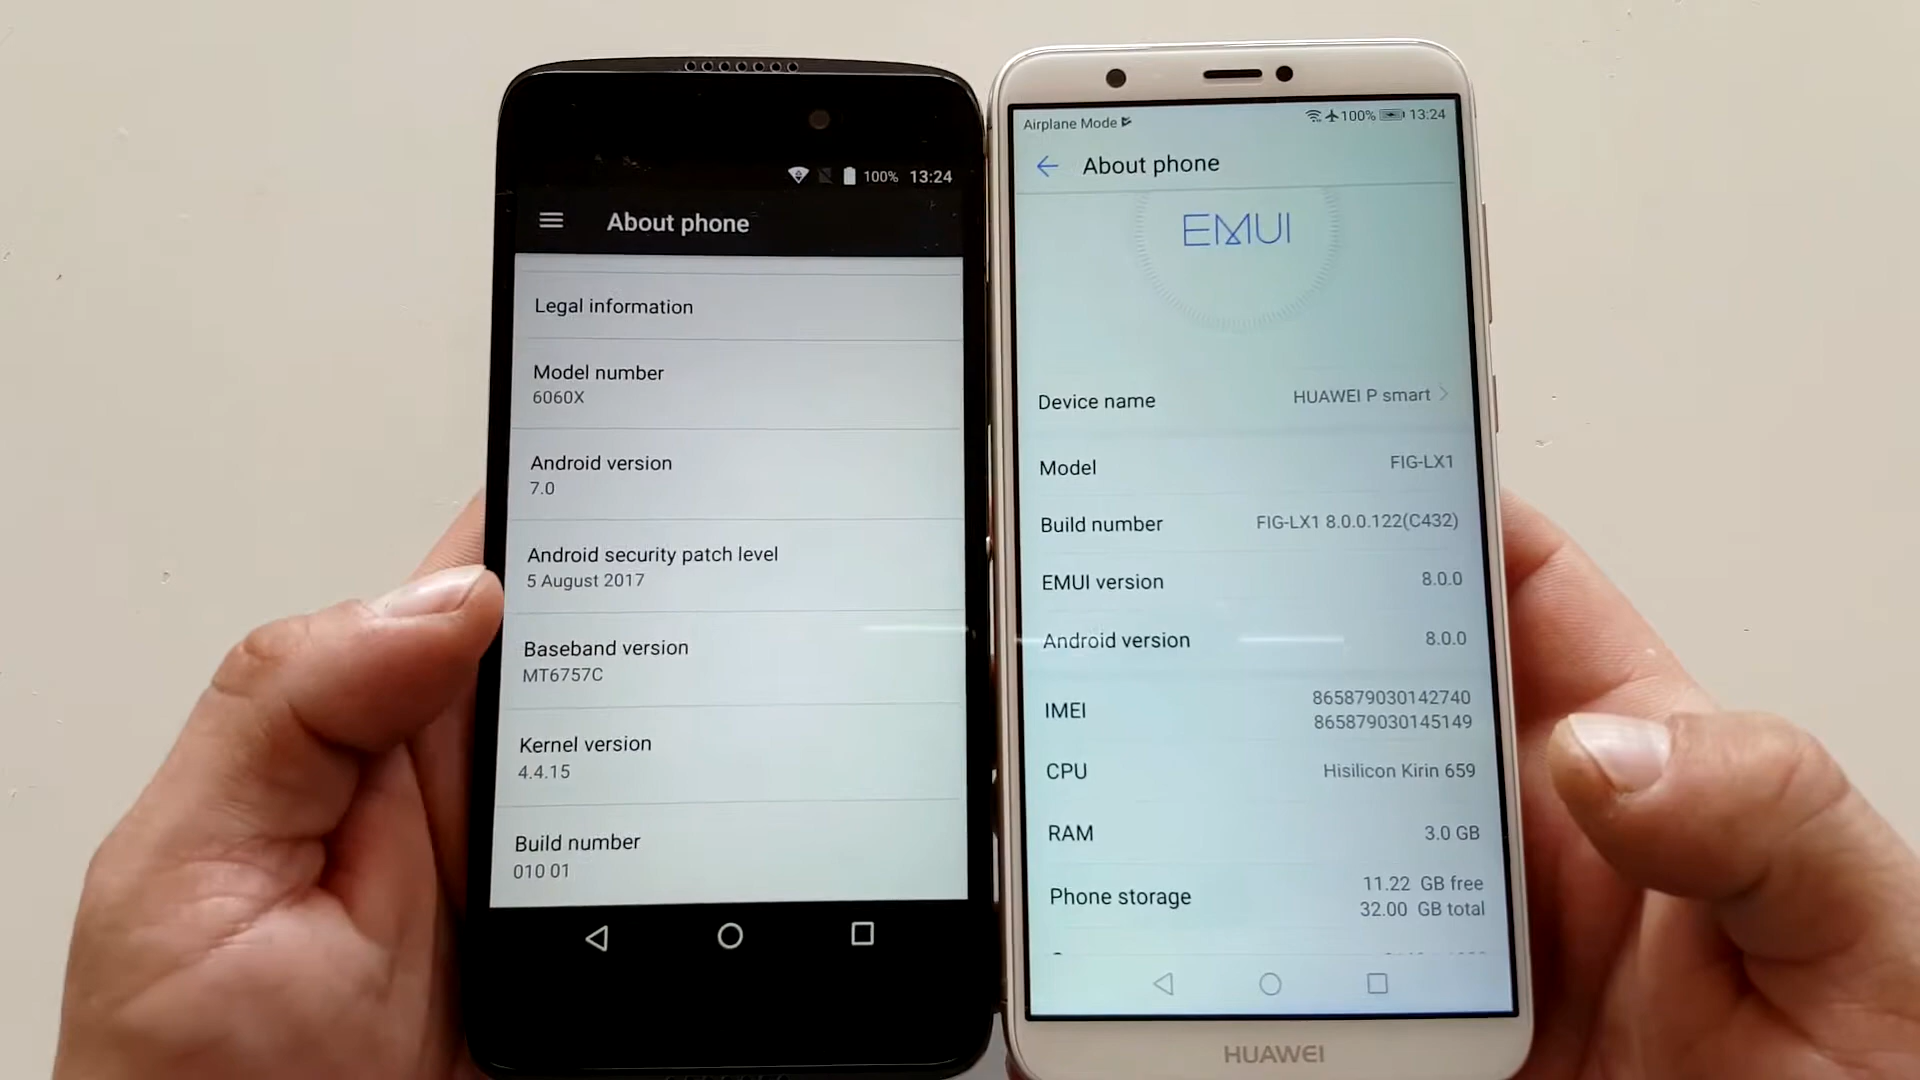 100% 13:24
About phone
Legal information
Model number
6060X
Android version
7.0
Android security patch level
5 August 2017
Baseband version
MT6757C
Kernel version
4.4.15
Build number
010 01
Airplane Mode 100% 13:24
About phone
EMUI
Device name HUAWEI P smart
Model FIG-LX1
Build number FIG-LX1 8.0.0.122(C432)
EMUI version 8.0.0
Android version 8.0.0
IMEI 865879030142740
865879030145149
CPU Hisilicon Kirin 659
RAM 3.0 GB
Phone storage 11.22 GB free
32.00 GB total
HUAWEI